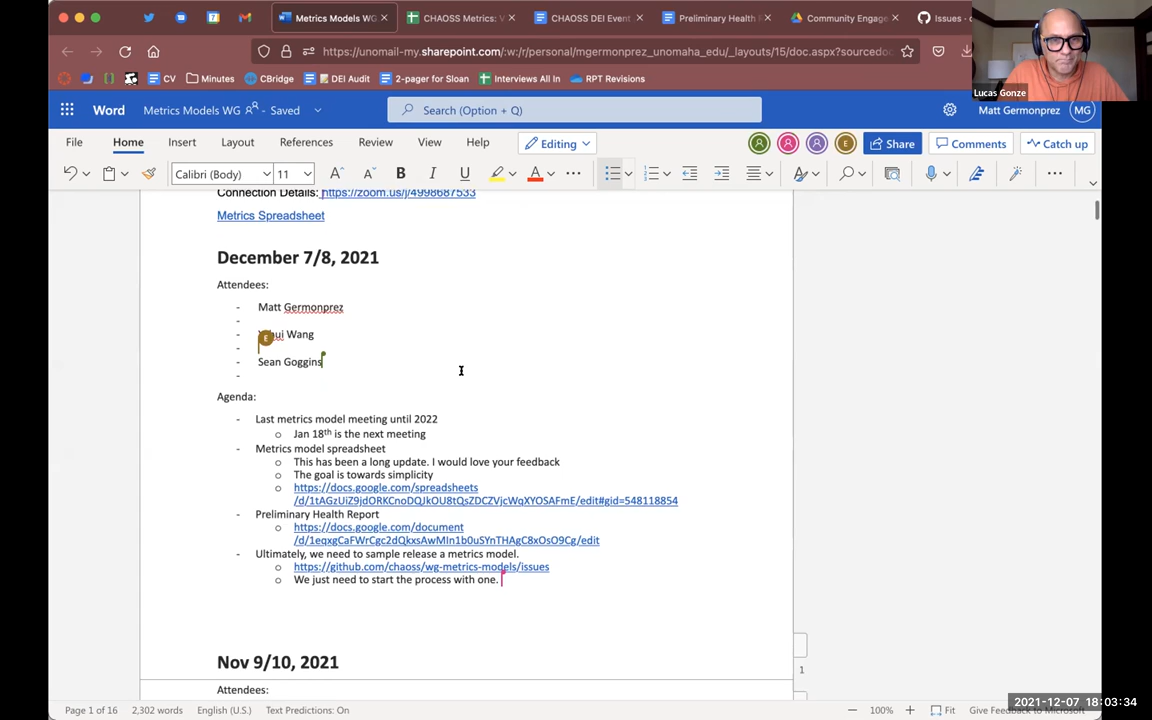 Metrics Models WG
CHAOSS Metrics: V
CHAOSS DEI Event
Preliminary Health
Community Engage
Issues
https://unomail-my.sharepoint.com/:w:/r/personal/mgermonprez_unomaha_edu/_layouts/15/doc.aspx?sourcedoc
CV
Minutes
CBridge
DEI Audit
2-pager for Sloan
Interviews All In
RPT Revisions
Lucas Gonze
Word
Metrics Models WG - Saved
Search (Option + Q)
Matt Germonprez
MG
File
Home
Insert
Layout
References
Review
View
Help
Editing
E
Share
Comments
Catch up
Calibri (Body)
11
Connection Details: https://zoom.us/j/4998687533
Metrics Spreadsheet
December 7/8, 2021
Attendees:
- Matt Germonprez
-
- Wang
-
- Sean Goggins
-
E
Agenda:
- Last metrics model meeting until 2022
o Jan 18th is the next meeting
- Metrics model spreadsheet
o This has been a long update. I would love your feedback
o The goal is towards simplicity
o https://docs.google.com/spreadsheets
/d/1tAGzUiZ9jdORKCnoDQJkOU8tQsZDCZVjcWqXYOSAFmE/edit#gid=548118854
- Preliminary Health Report
o https://docs.google.com/document
/d/1eqxgCaFWrCgc2dQkxsAwMIn1b0uSYnTHAgC8xOsO9Cg/edit
- Ultimately, we need to sample release a metrics model.
o https://github.com/chaoss/wg-metrics-models/issues
o We just need to start the process with one.
Nov 9/10, 2021
Attendees:
1
Page 1 of 16
2,302 words
English (U.S.)
Text Predictions: On
100%
Fit
Give Feedback to Microsoft
2021-12-07 18:03:34